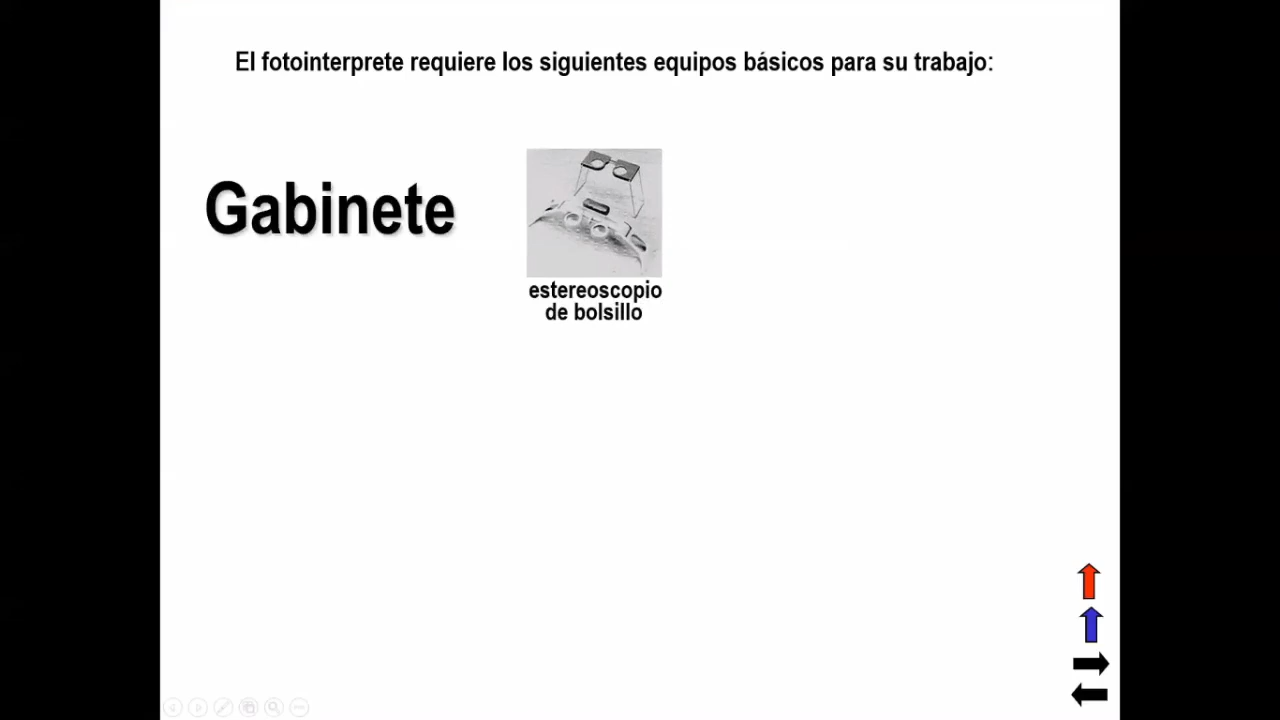 El fotointerprete requiere los siguientes equipos básicos para su trabajo:
Gabinete
estereoscopio
de bolsillo